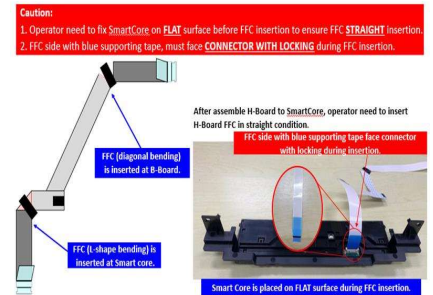 Caution:
1. Operator need to fix SmartCore on FLAT surface before FFC insertion to ensure FFC STRAIGHT insertion.
2. FFC side with blue supporting tape, must face CONNECTOR WITH LOCKING during FFC insertion.
After assemble H-Board to SmartCore, operator need to insert
H-Board FFC in straight condition.
FFC side with blue supporting tape face connector
with locking during insertion.
FFC (diagonal bending)
is inserted at B-Board.
FFC (L-shape bending) is
inserted at Smart core.
Smart Core is placed on FLAT surface during FFC insertion.